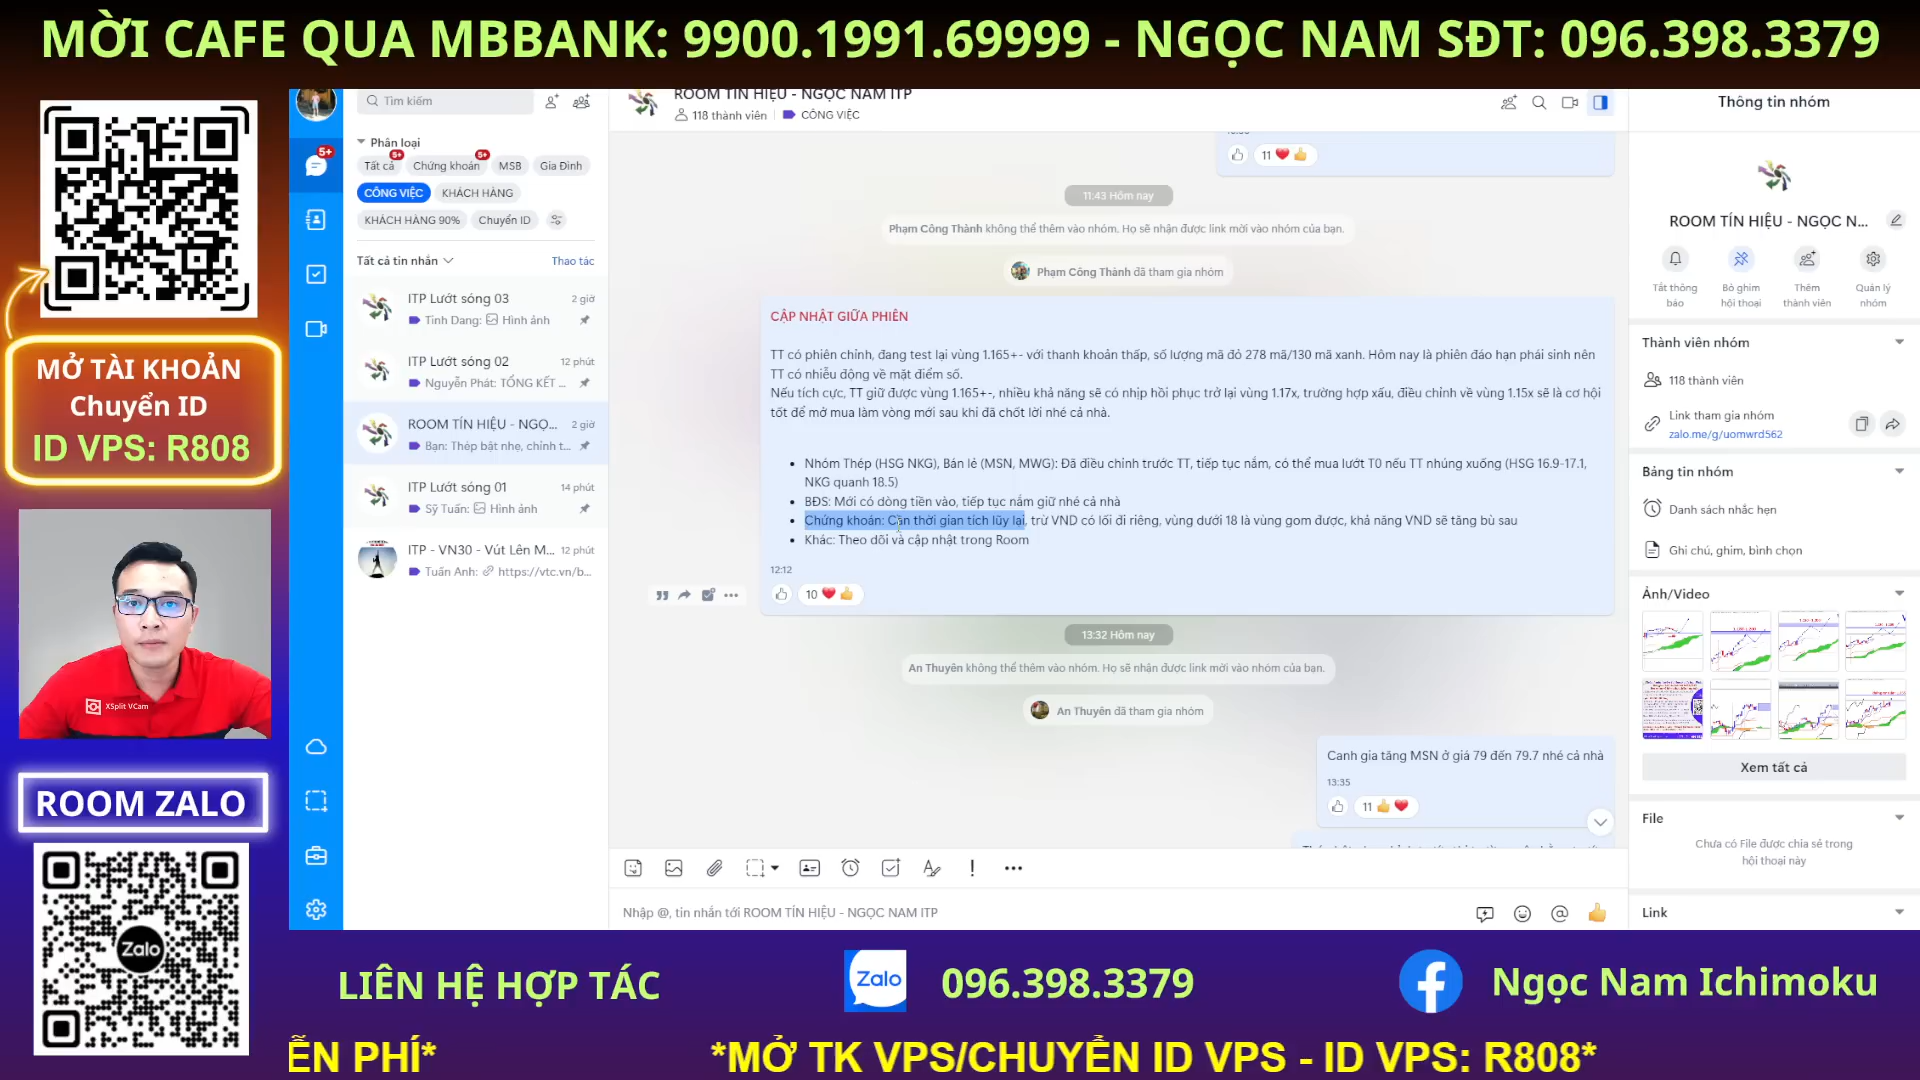 MỜI CAFE QUA MBBANK: 9900.1991.69999 - NGỌC NAM SĐT: 096.398.3379
MỞ TÀI KHOẢN
Chuyển ID
ID VPS: R808
XSplit VCam
ROOM ZALO
Zalo
5+
Tìm kiếm
Phân loại
Tất cả
5+
Chứng khoán
5+
MSB
Gia Đình
CÔNG VIỆC
KHÁCH HÀNG
KHÁCH HÀNG 90%
Chuyển ID
Tất cả tin nhắn
Thao tác
ITP Lướt sóng 03
2 giờ
Tinh Dang: Hình ảnh
ITP Lướt sóng 02
12 phút
Nguyễn Phát: TỔNG KẾT ...
ROOM TÍN HIỆU - NGỌ...
2 giờ
Bạn: Thép bật nhẹ, chỉnh t...
ITP Lướt sóng 01
14 phút
Sỹ Tuấn: Hình ảnh
ITP - VN30 - Vút Lên M...
12 phút
Tuấn Anh: https://vtc.vn/b...
ROOM TÍN HIỆU - NGỌC NAM ITP
118 thành viên
CÔNG VIỆC
11
11:43 Hôm nay
Phạm Công Thành không thể thêm vào nhóm. Họ sẽ nhận được link mời vào nhóm của bạn.
Phạm Công Thành đã tham gia nhóm
CẬP NHẬT GIỮA PHIÊN
TT có phiên chỉnh, đang test lại vùng 1.165+- với thanh khoản thấp, số lượng mã đỏ 278 mã/130 mã xanh. Hôm nay là phiên đáo hạn phái sinh nên
TT có nhiễu động về mặt điểm số.
Nếu tích cực, TT giữ được vùng 1.165+-, nhiều khả năng sẽ có nhịp hồi phục trở lại vùng 1.17x, trường hợp xấu, điều chỉnh về vùng 1.15x sẽ là cơ hội
tốt để mở mua làm vòng mới sau khi đã chốt lời nhé cả nhà.
• Nhóm Thép (HSG NKG), Bán lẻ (MSN, MWG): Đã điều chỉnh trước TT, tiếp tục nắm, có thể mua lướt T0 nếu TT nhúng xuống (HSG 16.9-17.1,
NKG quanh 18.5)
• BĐS: Mới có dòng tiền vào, tiếp tục nắm giữ nhé cả nhà
• Chứng khoán: Cần thời gian tích lũy lại, trừ VND có lối đi riêng, vùng dưới 18 là vùng gom được, khả năng VND sẽ tăng bù sau
• Khác: Theo dõi và cập nhật trong Room
12:12
10
13:32 Hôm nay
An Thuyên không thể thêm vào nhóm. Họ sẽ nhận được link mời vào nhóm của bạn.
An Thuyên đã tham gia nhóm
Canh gia tăng MSN ở giá 79 đến 79.7 nhé cả nhà
13:35
11
Nhập @, tin nhắn tới ROOM TÍN HIỆU - NGỌC NAM ITP
Thông tin nhóm
ROOM TÍN HIỆU - NGỌC N...
Tắt thông
báo
Bỏ ghim
hội thoại
Thêm
thành viên
Quản lý
nhóm
Thành viên nhóm
118 thành viên
Link tham gia nhóm
zalo.me/g/uomwrd562
Bảng tin nhóm
Danh sách nhắc hẹn
Ghi chú, ghim, bình chọn
Ảnh/Video
Xem tất cả
File
Chưa có File được chia sẻ trong
hội thoại này
Link
LIÊN HỆ HỢP TÁC
Zalo
096.398.3379
Ngọc Nam Ichimoku
ỄN PHÍ*
*MỞ TK VPS/CHUYỂN ID VPS - ID VPS: R808*